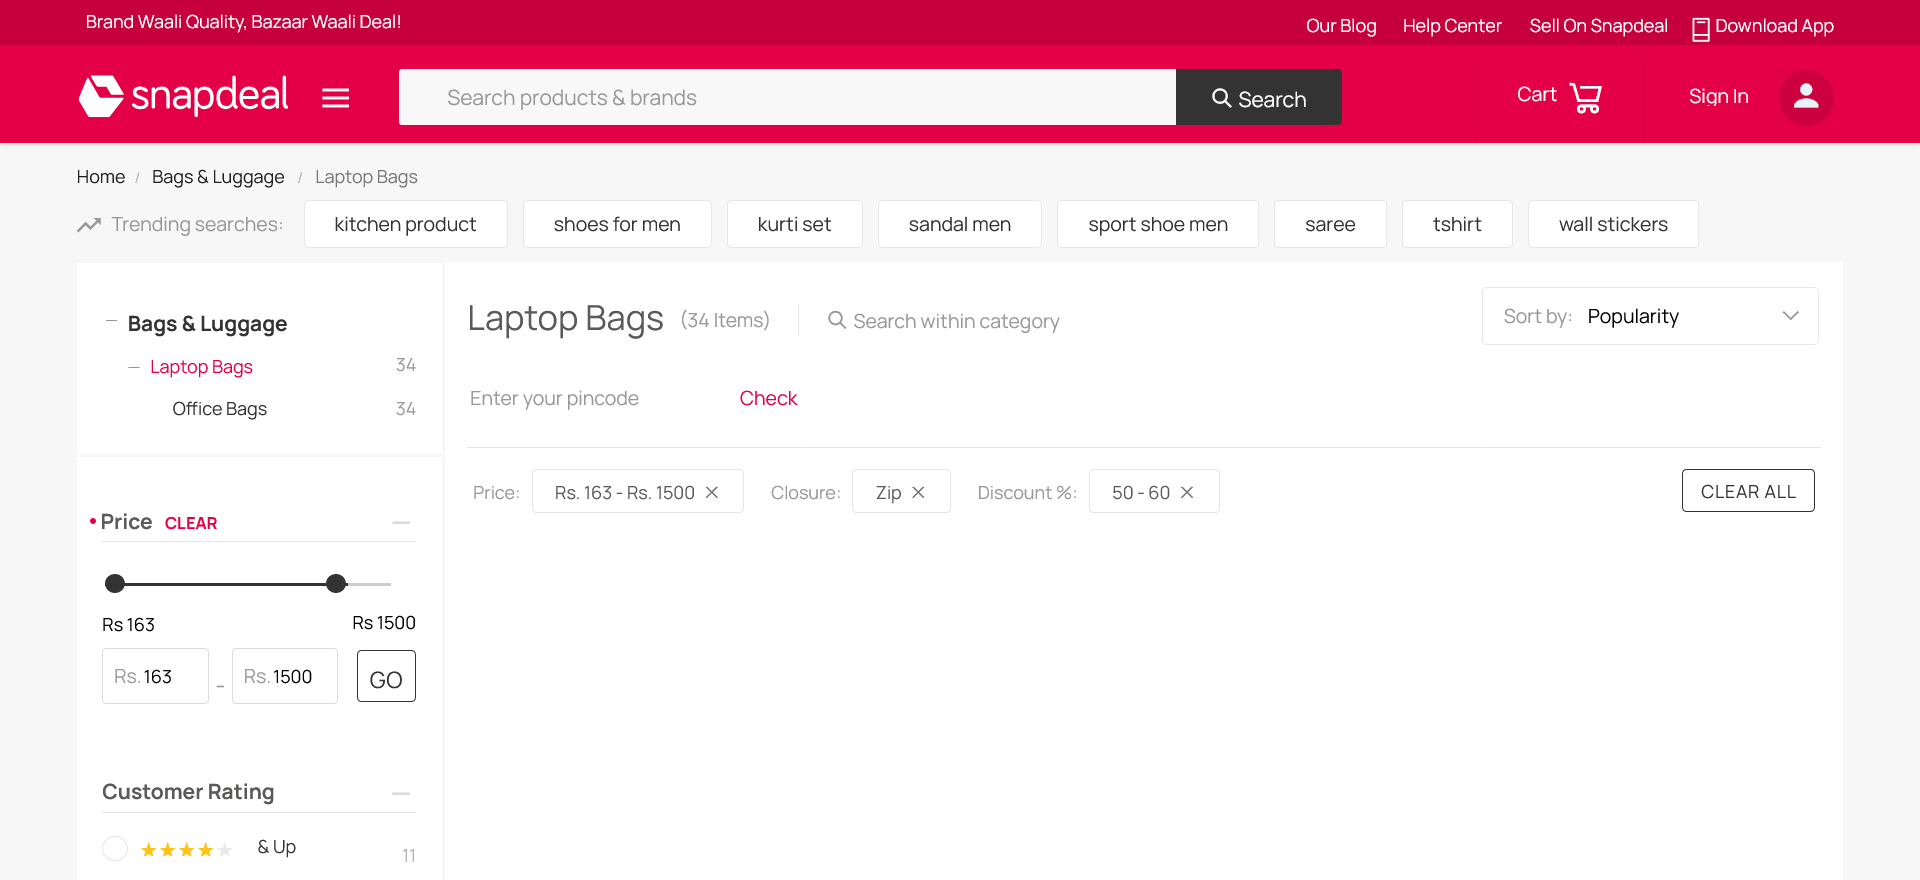 Brand Waali Quality, Bazaar Waali Deal!
Our Blog Help Center Sell On Snapdeal Download App
snapdeal
Search products & brands
Search
Cart
Sign In
Home / Bags & Luggage / Laptop Bags
Trending searches: kitchen product shoes for men kurti set sandal men sport shoe men saree tshirt wall stickers
Bags & Luggage
Laptop Bags 34
Office Bags 34
Price CLEAR
Rs 163 Rs 1500
Rs. 163 - Rs. 1500 GO
Customer Rating
& Up 11
Laptop Bags (34 Items) Search within category
Sort by: Popularity
Enter your pincode Check
Price: Rs. 163 - Rs. 1500 Closure: Zip Discount %: 50 - 60 CLEAR ALL